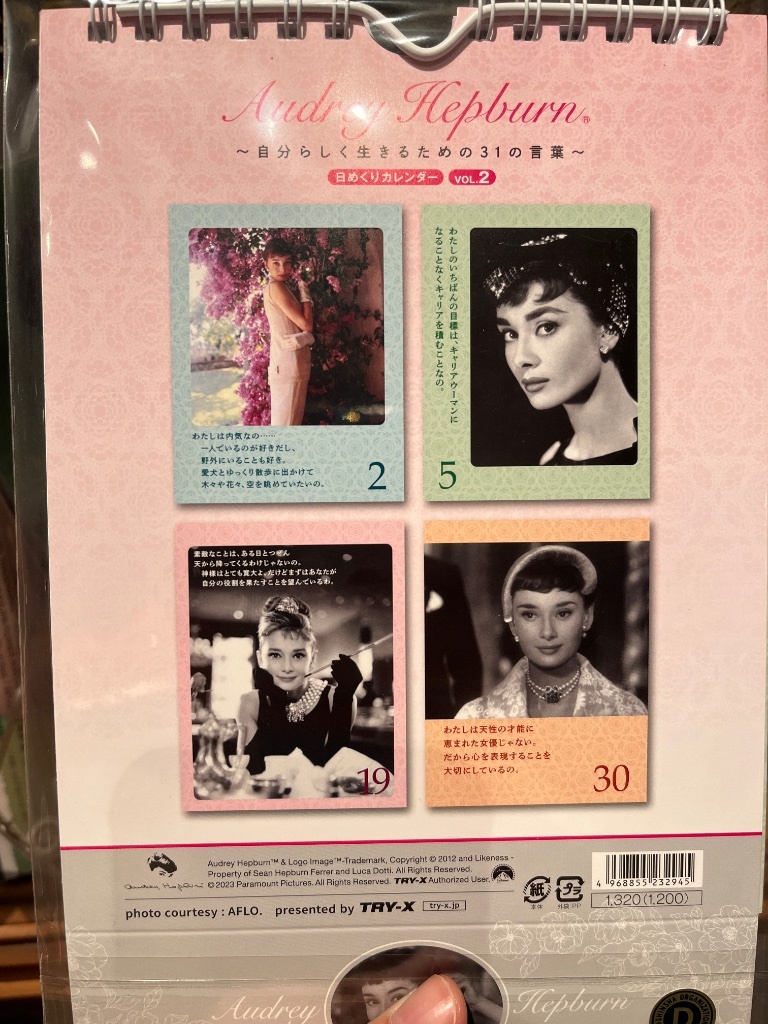 Audrey Hepburn®
～自分らしく生きるための31の言葉～
日めくりカレンダー VOL.2
わたしは内気なの……
一人でいるのが好きだし、
野外にいることも好き。
愛犬とゆっくり散歩に出かけて
木々や花々、空を眺めていたいの。
2
わたしのいちばんの目標は、キャリアウーマンに
なることなくキャリアを積むことなの。
5
素敵なことは、ある日とつぜん
天から降ってくるわけじゃないの。
神様はとても寛大よ。だけどまずはあなたが
自分の役割を果たすことを望んでいるわ。
19
わたしは天性の才能に
恵まれた女優じゃない。
だから心を表現することを
大切にしているの。
30
Audrey Hepburn
Audrey Hepburn™ & Logo Image™-Trademark, Copyright © 2012 and Likeness -
Property of Sean Hepburn Ferrer and Luca Dotti. All Rights Reserved.
© 2023 Paramount Pictures. All Rights Reserved. TRY-X Authorized User.
photo courtesy : AFLO. presented by TRY-X try-x.jp
紙
本体
プラ
外袋:PP
4 968855 232945
1,320(1,200)
Audrey Hepburn